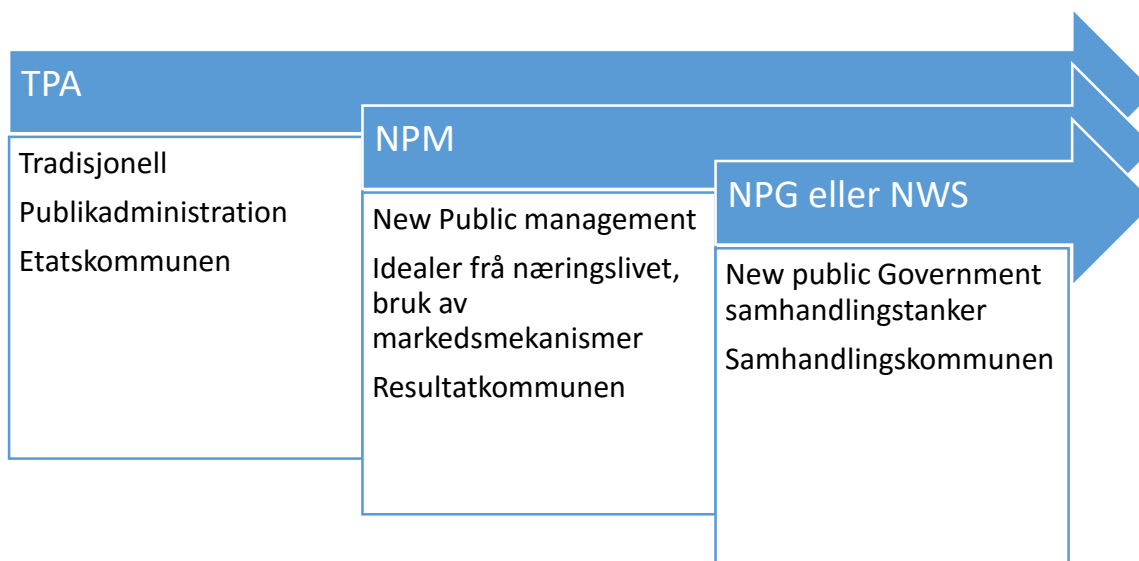 TPA
Tradisjonell
Publikadministration
Etatskommunen
NPM
New Public management
Idealer frå næringslivet,
bruk av
markedsmekanismer
Resultatkommunen
NPG eller NWS
New public Government
samhandlingstanker
Samhandlingskommunen